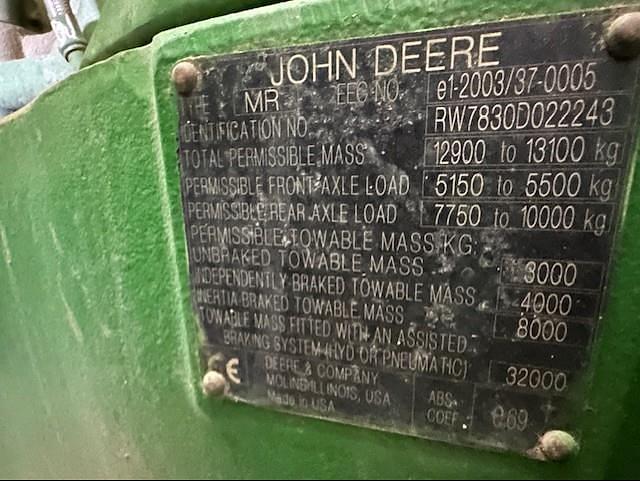 JOHN DEERE
MR EEC NO. e1-2003/37-0005
IDENTIFICATION NO. RW7830D022243
TOTAL PERMISSIBLE MASS 12900 to 13100 kg
PERMISSIBLE FRONT AXLE LOAD 5150 to 5500 kg
PERMISSIBLE REAR AXLE LOAD 7750 to 10000 kg
PERMISSIBLE TOWABLE MASS KG:
UNBRAKED TOWABLE MASS 3000
INDEPENDENTLY BRAKED TOWABLE MASS 4000
INERTIA BRAKED TOWABLE MASS 8000
TOWABLE MASS FITTED WITH AN ASSISTED
BRAKING SYSTEM (HYD OR PNEUMATIC) 32000
CE DEERE & COMPANY
MOLINE ILLINOIS, USA
Made in USA
ABS.
COEF. 0.69